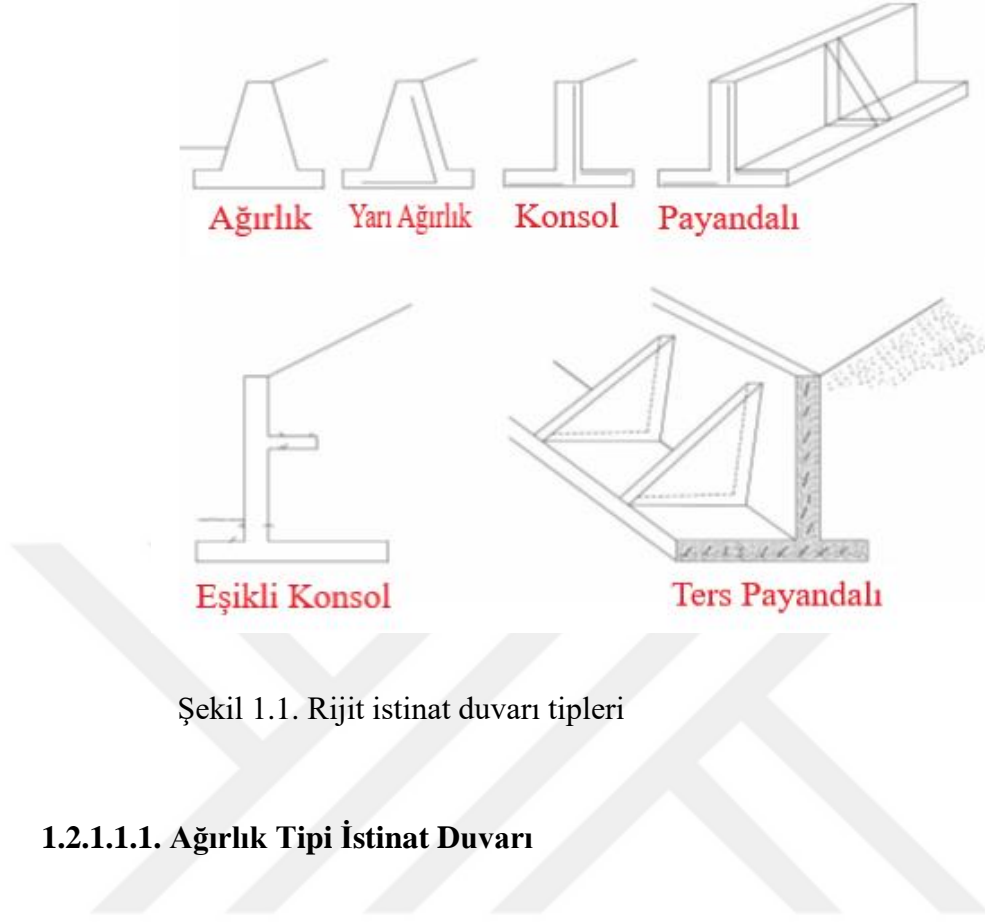 Ağırlık Yarı Ağırlık Konsol Payandalı
Eşikli Konsol Ters Payandalı
Şekil 1.1. Rijit istinat duvarı tipleri
1.2.1.1.1. Ağırlık Tipi İstinat Duvarı